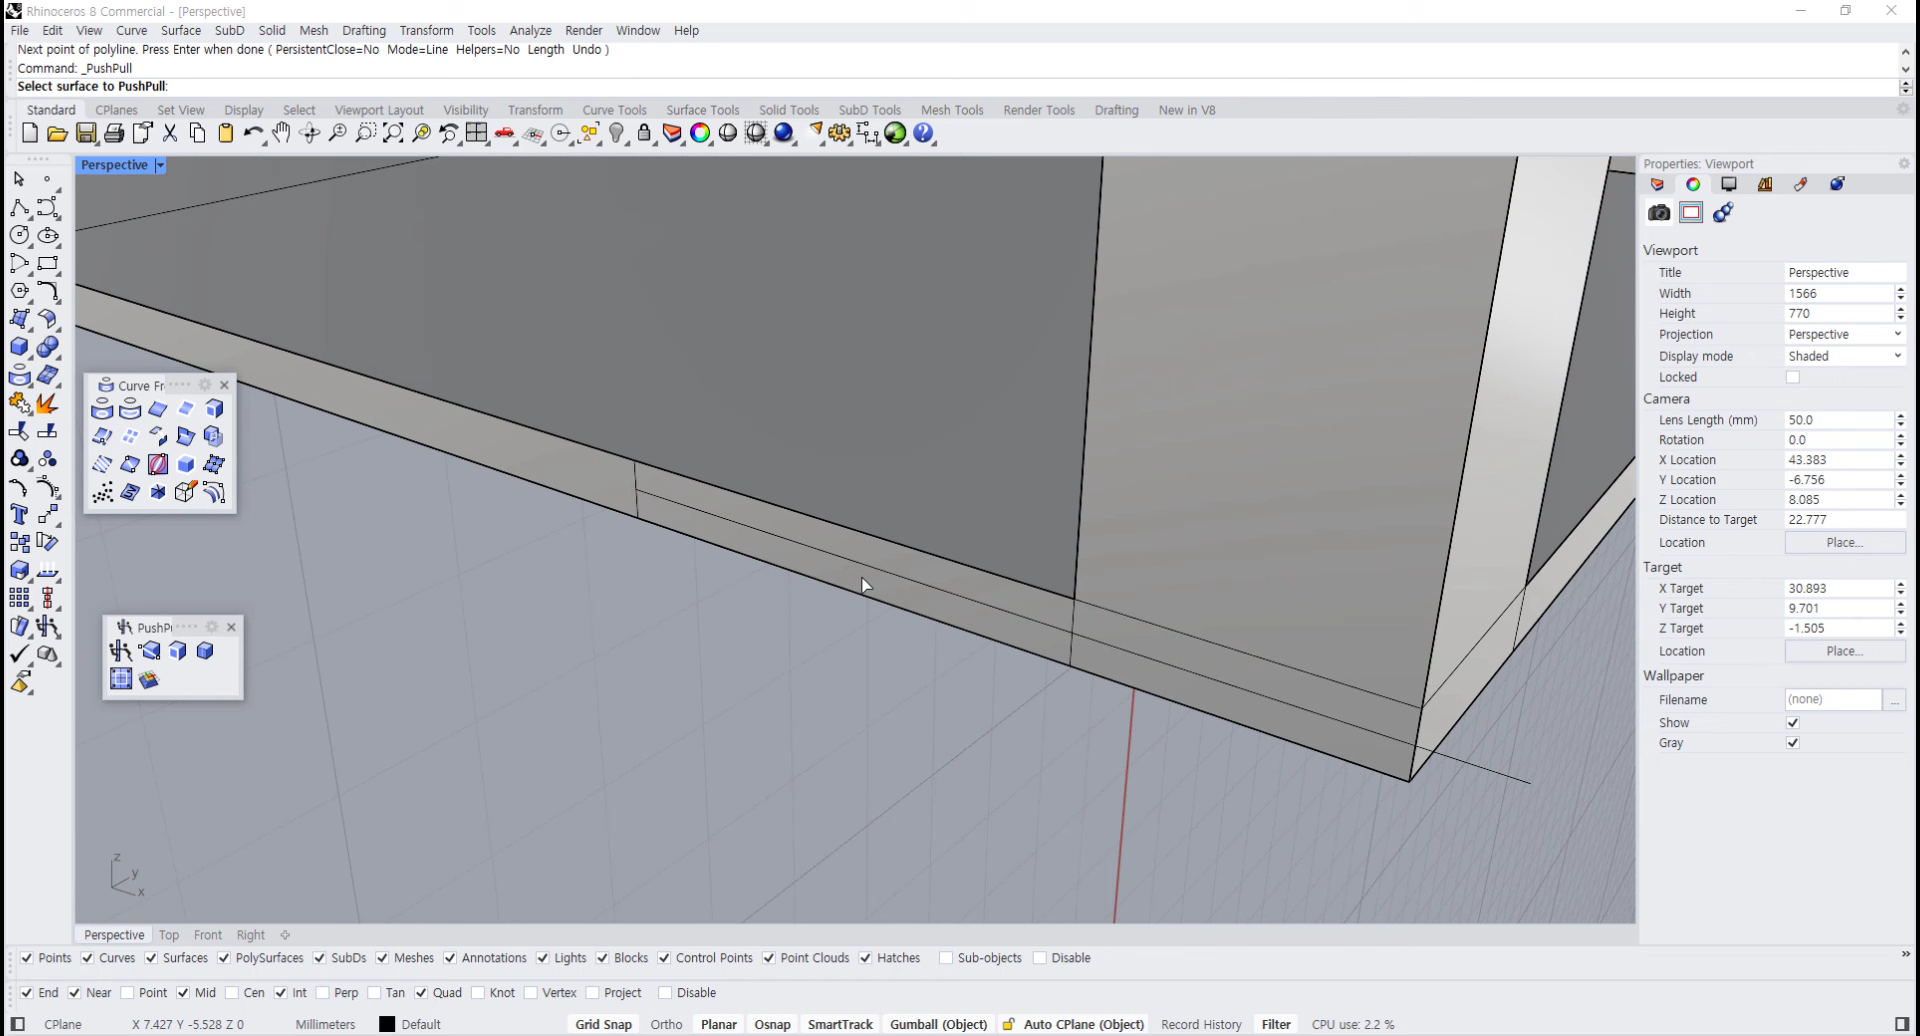 Rhinoceros 8 Commercial - [Perspective]
File Edit View Curve Surface SubD Solid Mesh Drafting Transform Tools Analyze Render Window Help
Next point of polyline. Press Enter when done ( PersistentClose=No Mode=Line Helpers=No Length Undo )
Command: _PushPull
Select surface to PushPull:
Standard CPlanes Set View Display Select Viewport Layout Visibility Transform Curve Tools Surface Tools Solid Tools SubD Tools Mesh Tools Render Tools Drafting New in V8
Perspective
Properties: Viewport
Viewport
Title Perspective
Width 1566
Height 770
Projection Perspective
Display mode Shaded
Locked
Camera
Lens Length (mm) 50.0
Rotation 0.0
X Location 43.383
Y Location -6.756
Z Location 8.085
Distance to Target 22.777
Location Place...
Target
X Target 30.893
Y Target 9.701
Z Target -1.505
Location Place...
Wallpaper
Filename (none) ...
Show
Gray
Curve Fr
PushPu
z
y
x
Perspective Top Front Right
Points Curves Surfaces PolySurfaces SubDs Meshes Annotations Lights Blocks Control Points Point Clouds Hatches Sub-objects Disable
End Near Point Mid Cen Int Perp Tan Quad Knot Vertex Project Disable
CPlane X 7.427 Y -5.528 Z 0 Millimeters Default Grid Snap Ortho Planar Osnap SmartTrack Gumball (Object) Auto CPlane (Object) Record History Filter CPU use: 2.2 %